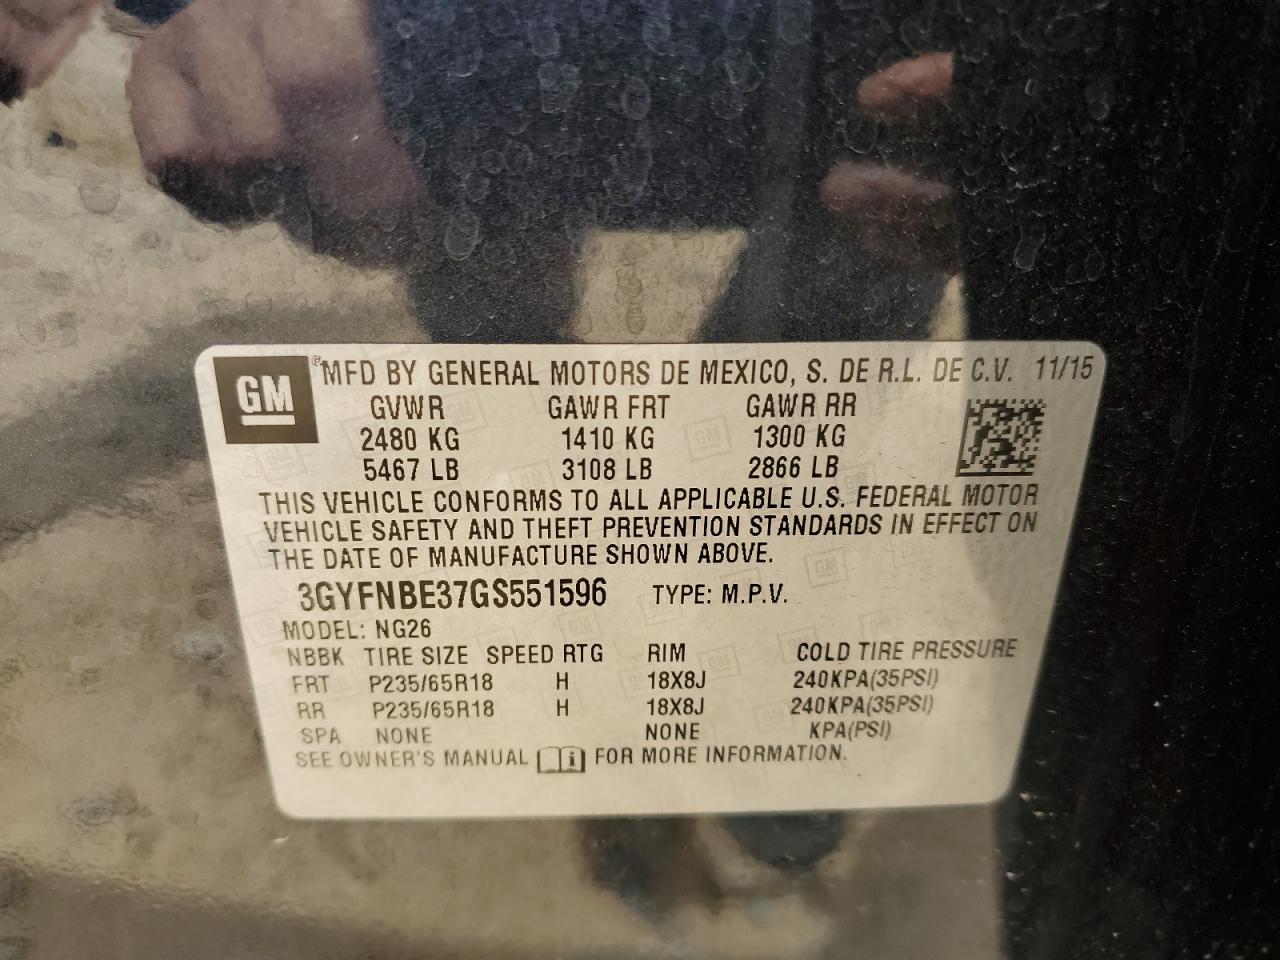 GM ®MFD BY GENERAL MOTORS DE MEXICO, S. DE R.L. DE C.V. 11/15
GVWR GAWR FRT GAWR RR
2480 KG 1410 KG 1300 KG
5467 LB 3108 LB 2866 LB
THIS VEHICLE CONFORMS TO ALL APPLICABLE U.S. FEDERAL MOTOR
VEHICLE SAFETY AND THEFT PREVENTION STANDARDS IN EFFECT ON
THE DATE OF MANUFACTURE SHOWN ABOVE.
3GYFNBE37GS551596 TYPE: M.P.V.
MODEL: NG26
NBBK TIRE SIZE SPEED RTG RIM COLD TIRE PRESSURE
FRT P235/65R18 H 18X8J 240KPA(35PSI)
RR P235/65R18 H 18X8J 240KPA(35PSI)
SPA NONE NONE KPA(PSI)
SEE OWNER'S MANUAL FOR MORE INFORMATION.